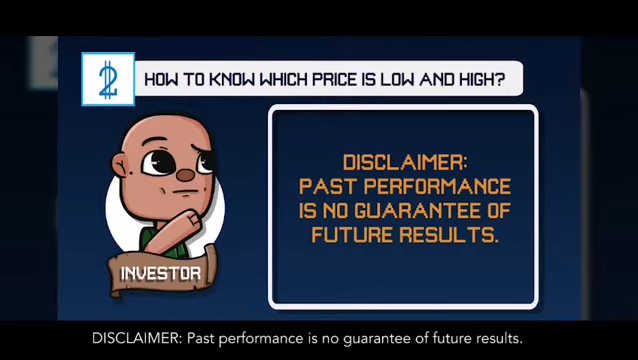 2
HOW TO KNOW WHICH PRICE IS LOW AND HIGH?
DISCLAIMER:
PAST PERFORMANCE
IS NO GUARANTEE OF
FUTURE RESULTS.
INVESTOR
DISCLAIMER: Past performance is no guarantee of future results.